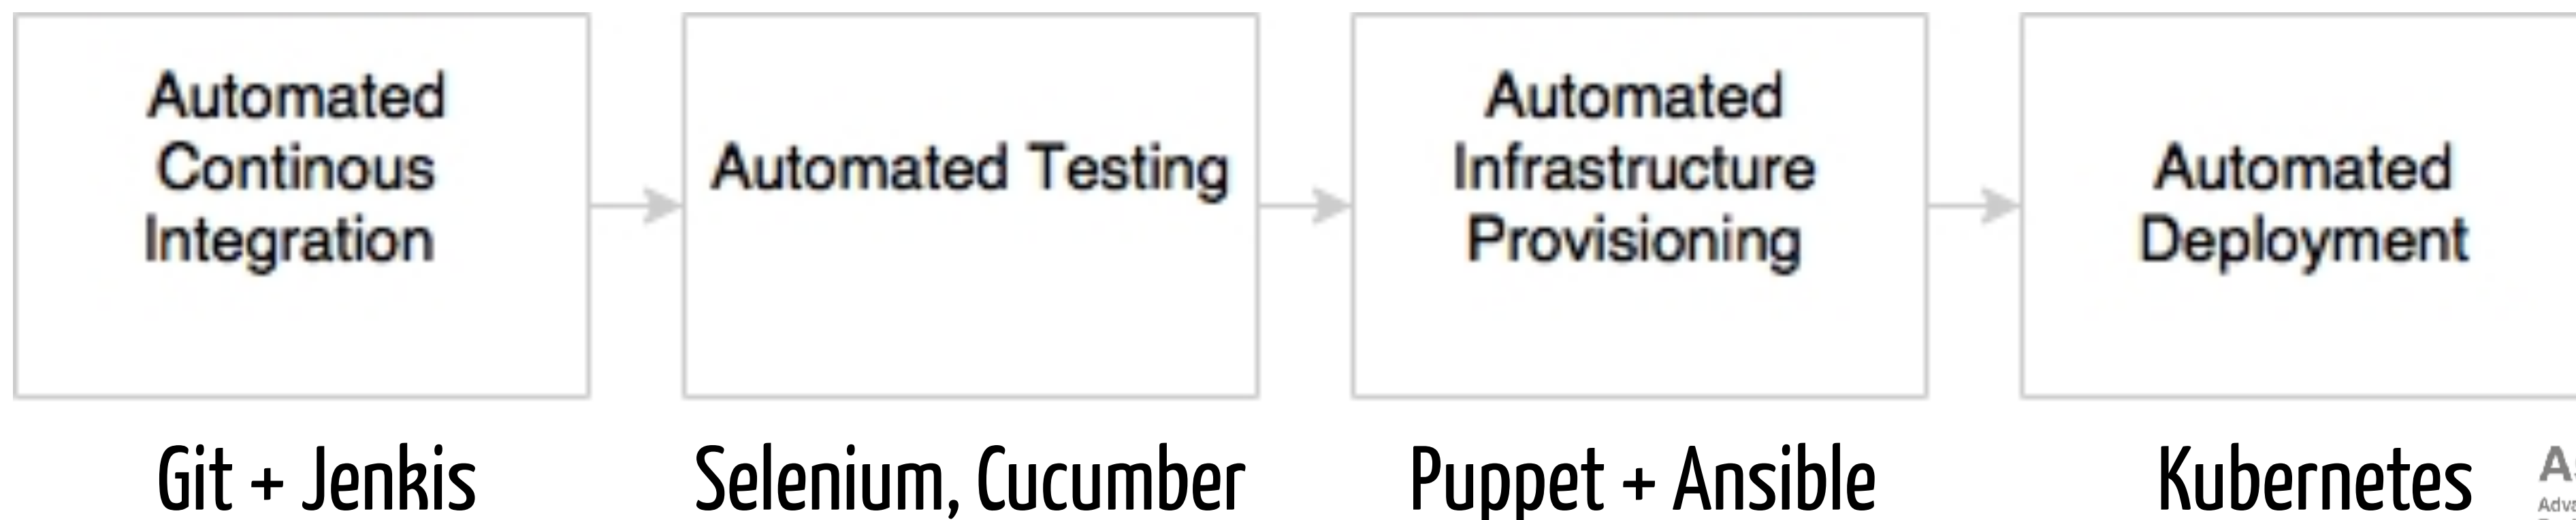 Automated
Continous
Integration
Automated Testing
Automated
Infrastructure
Provisioning
Automated
Deployment
Git + Jenkis
Selenium, Cucumber
Puppet + Ansible
Kubernetes